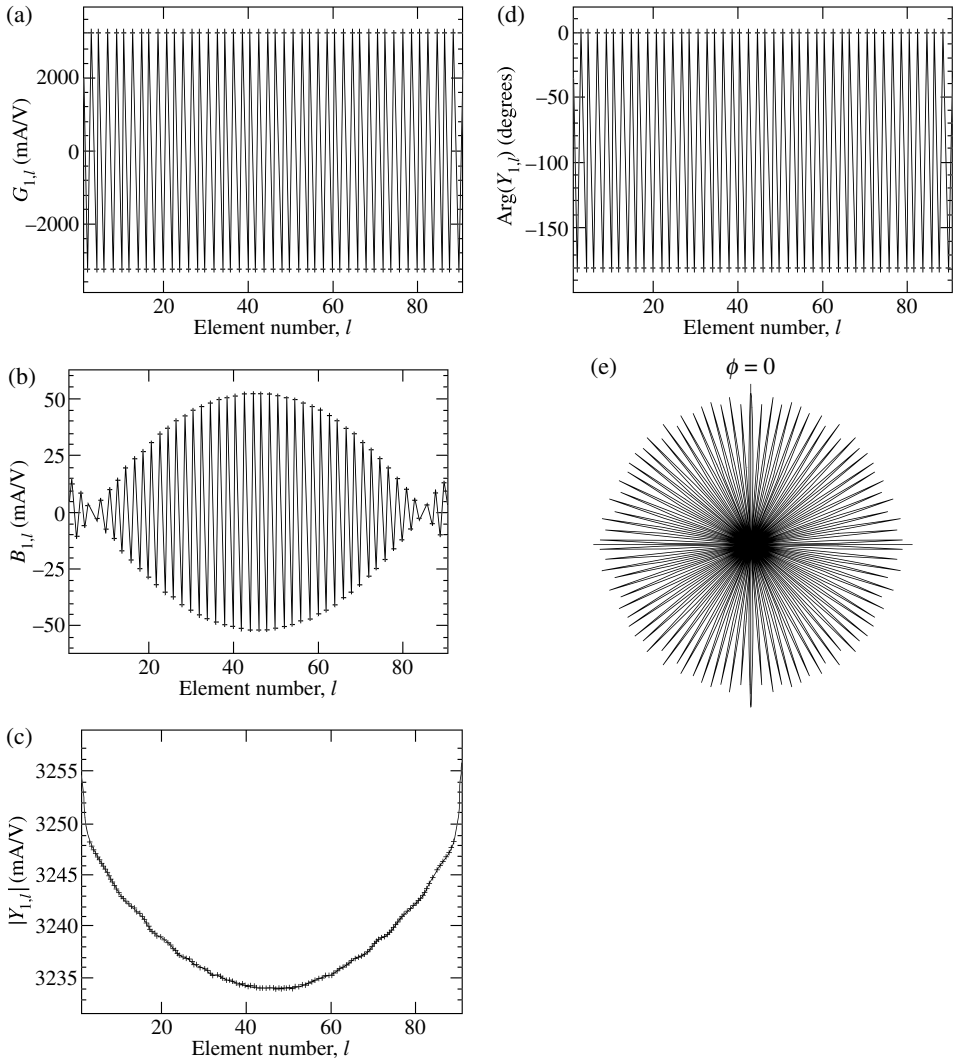 (a)
2000
0
−2000
G1,l (mA/V)
20
40
60
80
Element number, l
(d)
0
−50
−100
−150
Arg(Y1,l) (degrees)
20
40
60
80
Element number, l
(b)
50
25
0
−25
−50
B1,l (mA/V)
20
40
60
80
Element number, l
(e)
ϕ = 0
(c)
3255
3250
3245
3240
3235
|Y1,l| (mA/V)
20
40
60
80
Element number, l